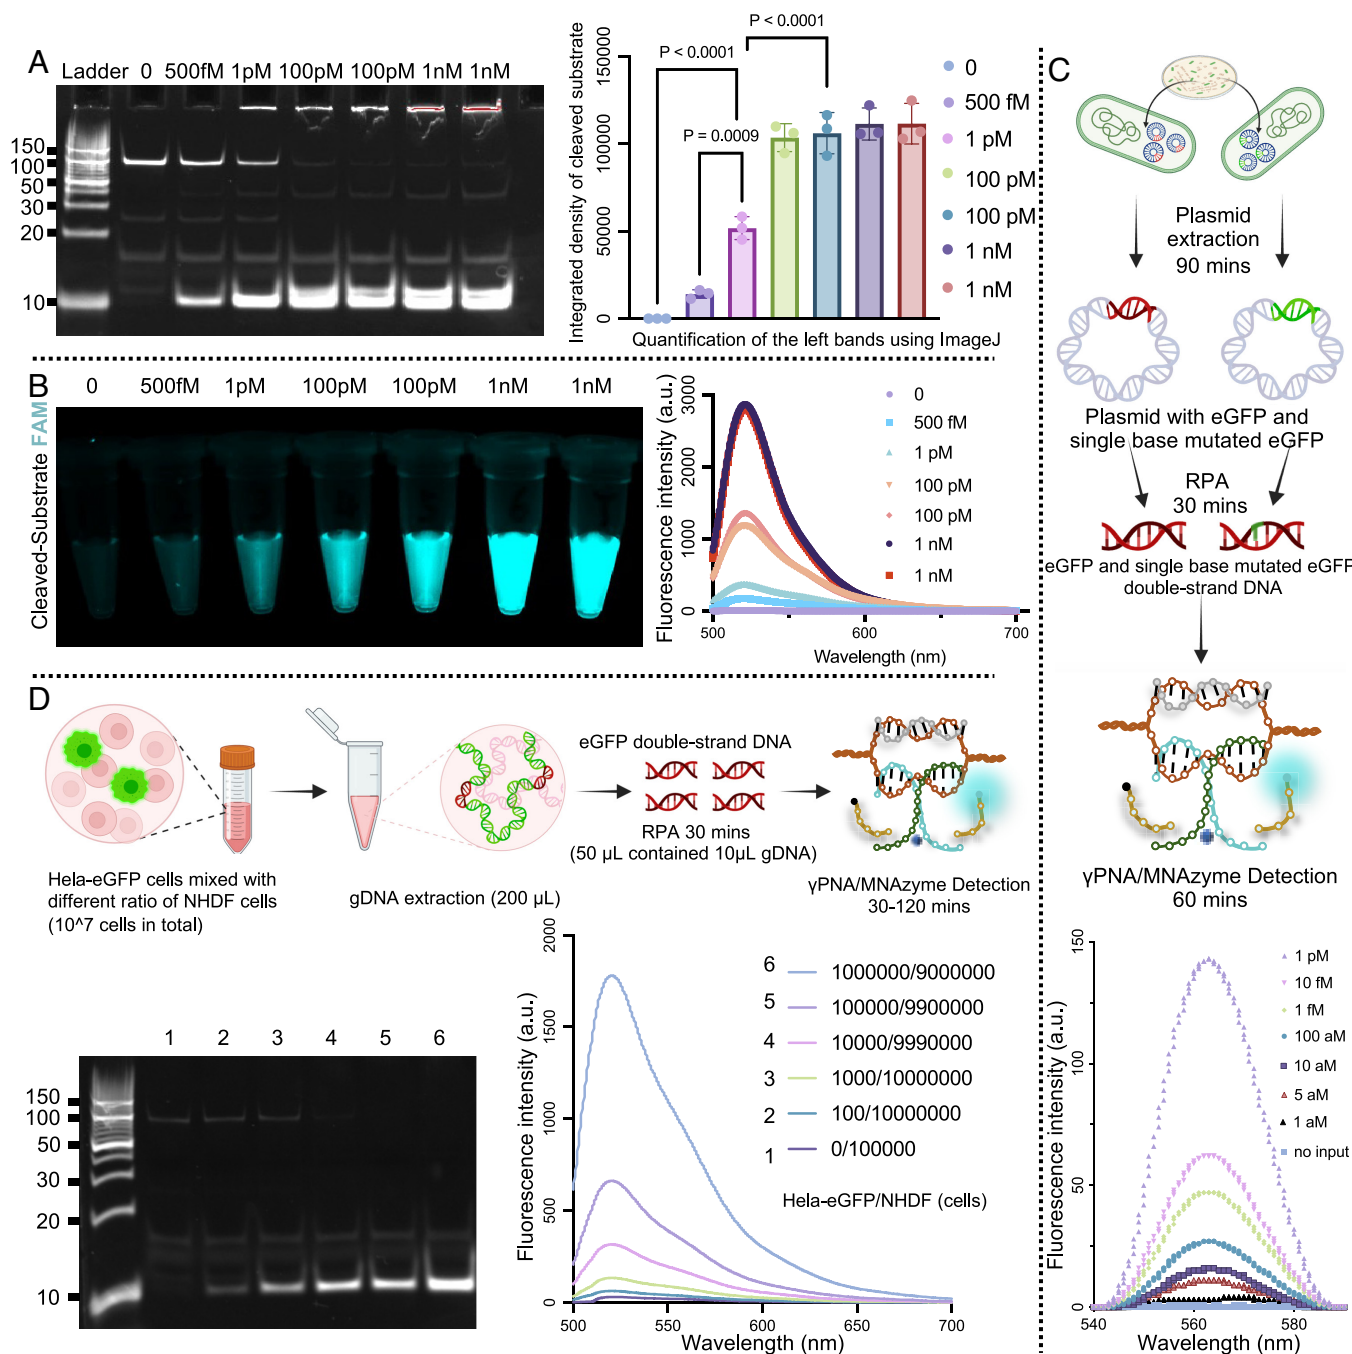 A
Ladder 0 500fM 1pM 100pM 100pM 1nM 1nM
150
100
50
30
20
10
Integrated density of cleaved substrate
150000
100000
50000
0
P < 0.0001
P < 0.0001
P = 0.0009
0
500 fM
1 pM
100 pM
100 pM
1 nM
1 nM
Quantification of the left bands using ImageJ
B
0 500fM 1pM 100pM 100pM 1nM 1nM
Cleaved-Substrate FAM
Fluorescence intensity (a.u.)
3000
2000
1000
0
500 600 700
Wavelength (nm)
0
500 fM
1 pM
100 pM
100 pM
1 nM
1 nM
C
Plasmid
extraction
90 mins
Plasmid with eGFP and
single base mutated eGFP
RPA
30 mins
eGFP and single base mutated eGFP
double-strand DNA
γPNA/MNAzyme Detection
60 mins
Fluorescence intensity (a.u.)
150
100
50
0
540 560 580
Wavelength (nm)
1 pM
10 fM
1 fM
100 aM
10 aM
5 aM
1 aM
no input
D
Hela-eGFP cells mixed with
different ratio of NHDF cells
(10^7 cells in total)
gDNA extraction (200 µL)
eGFP double-strand DNA
RPA 30 mins
(50 µL contained 10µL gDNA)
γPNA/MNAzyme Detection
30-120 mins
1 2 3 4 5 6
150
100
50
30
20
10
Fluorescence intensity (a.u.)
2000
1500
1000
500
0
500 550 600 650 700
Wavelength (nm)
6 1000000/9000000
5 100000/9900000
4 10000/9990000
3 1000/10000000
2 100/10000000
1 0/100000
Hela-eGFP/NHDF (cells)